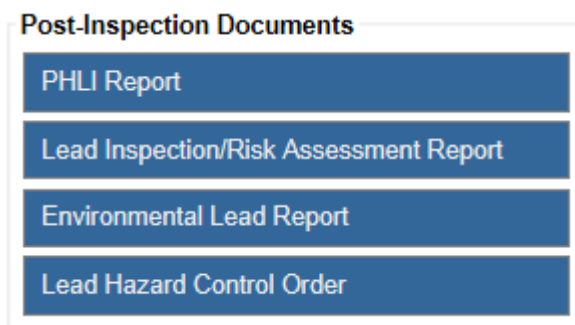 Post-Inspection Documents
PHLI Report
Lead Inspection/Risk Assessment Report
Environmental Lead Report
Lead Hazard Control Order